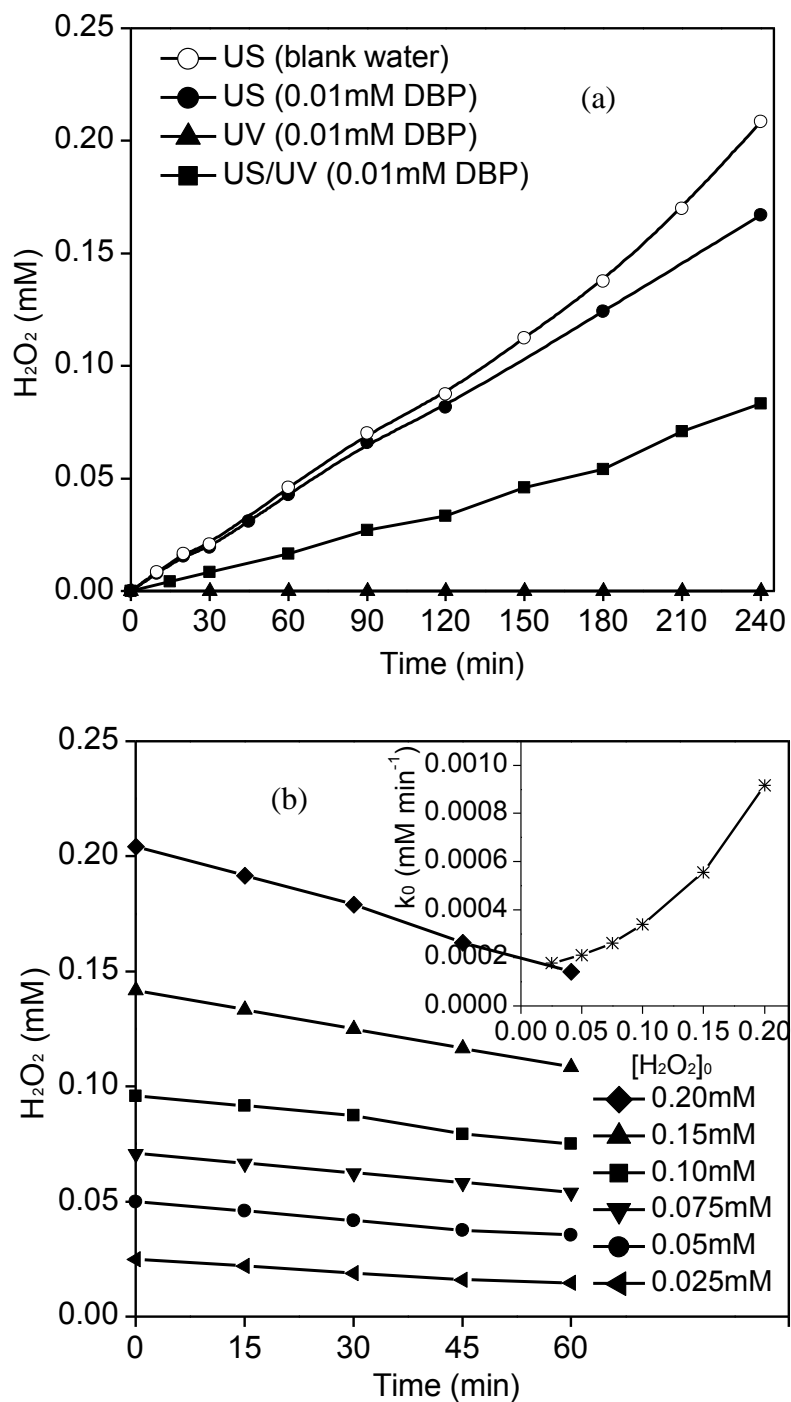 0.25
0.20
0.15
0.10
0.05
0.00
H₂O₂ (mM)
US (blank water)
US (0.01mM DBP)
UV (0.01mM DBP)
US/UV (0.01mM DBP)
(a)
0 30 60 90 120 150 180 210 240
Time (min)
0.25
0.20
0.15
0.10
0.05
0.00
H₂O₂ (mM)
(b)
k₀ (mM min⁻¹)
0.0010
0.0008
0.0006
0.0004
0.0002
0.0000
0.00 0.05 0.10 0.15 0.20
[H₂O₂]₀
0.20mM
0.15mM
0.10mM
0.075mM
0.05mM
0.025mM
0 15 30 45 60
Time (min)